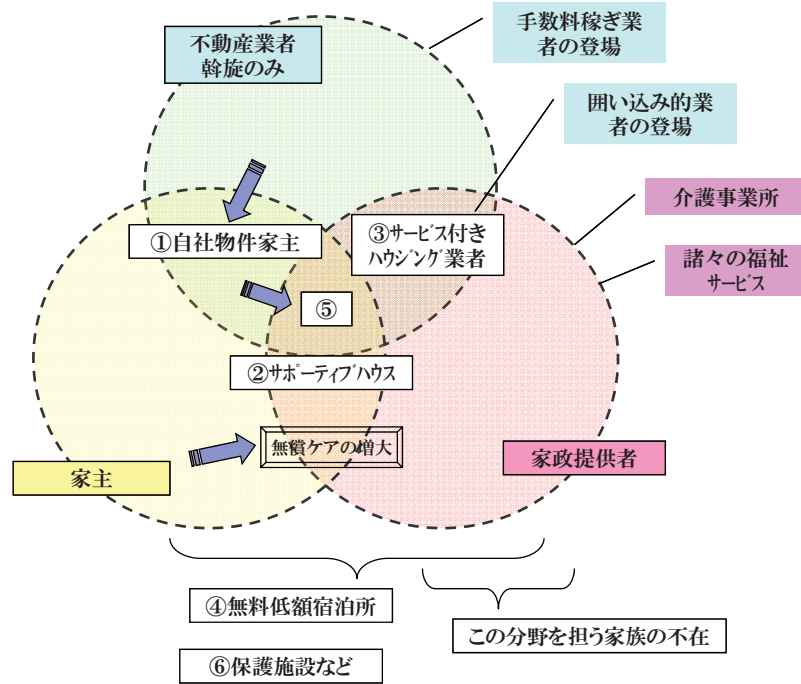 不動産業者
斡旋のみ
手数料稼ぎ業
者の登場
囲い込み的業
者の登場
介護事業所
諸々の福祉
サービス
①自社物件家主
③サービス付き
ハウジング業者
⑤
②サポーティブハウス
無償ケアの増大
家主
家政提供者
④無料低額宿泊所
この分野を担う家族の不在
⑥保護施設など